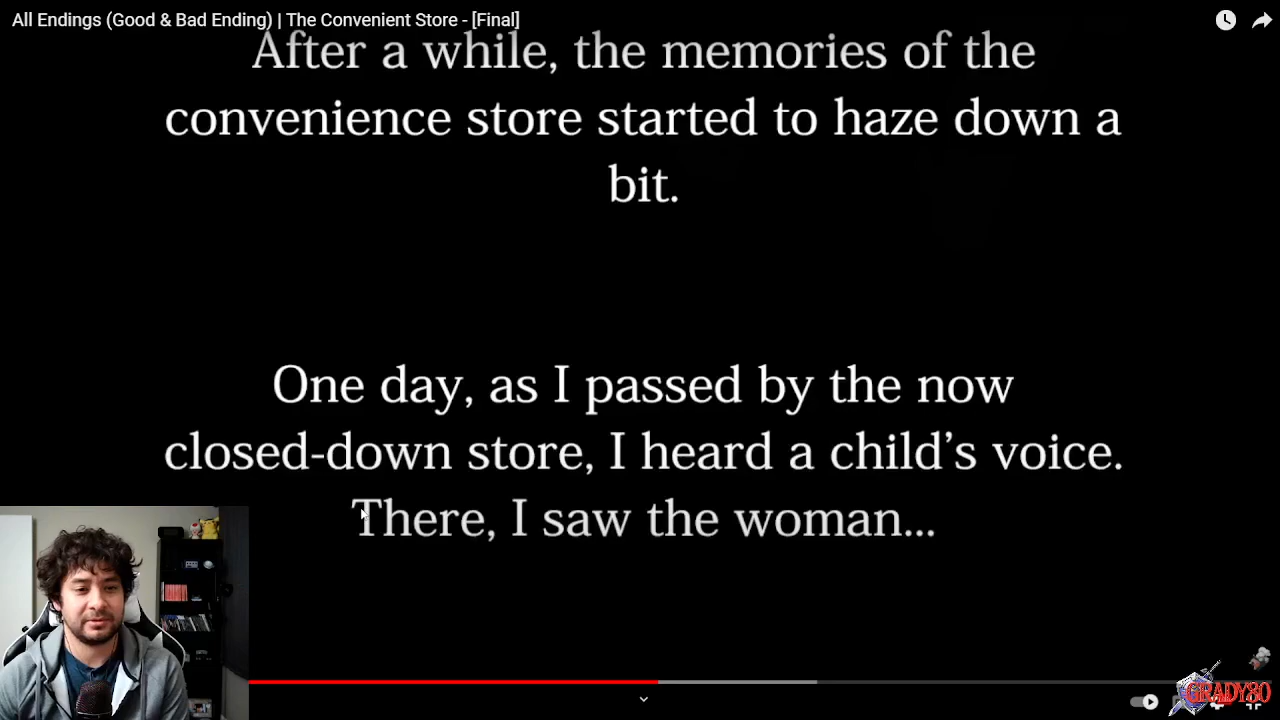 All Endings (Good & Bad Ending) | The Convenient Store - [Final]
After a while, the memories of the
convenience store started to haze down a
bit.
One day, as I passed by the now
closed-down store, I heard a child’s voice.
There, I saw the woman...
GRADY80